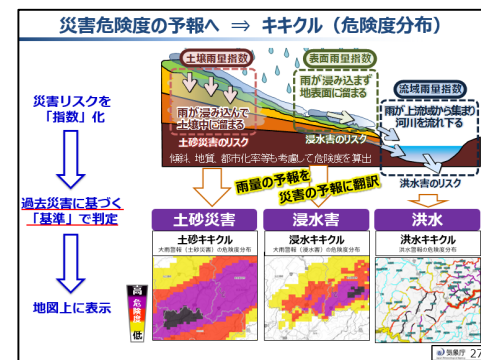 災害危険度の予報へ ⇒ キキクル（危険度分布）
土壌雨量指数
表面雨量指数
流域雨量指数
災害リスクを
「指数」化
雨が浸み込んで
土壌中に溜まる
土砂災害のリスク
雨が浸み込まず
地表面に溜まる
浸水害のリスク
雨が上流域から集まり
河川を流れ下る
洪水害のリスク
傾斜、地質、都市化率等も考慮して危険度を算出
雨量の予報を
災害の予報に翻訳
過去災害に基づく
「基準」で判定
地図上に表示
土砂災害
土砂キキクル
大雨警報（土砂災害）の危険度分布
浸水害
浸水キキクル
大雨警報（浸水害）の危険度分布
洪水
洪水キキクル
洪水警報の危険度分布
高
危険度
低
気象庁
27